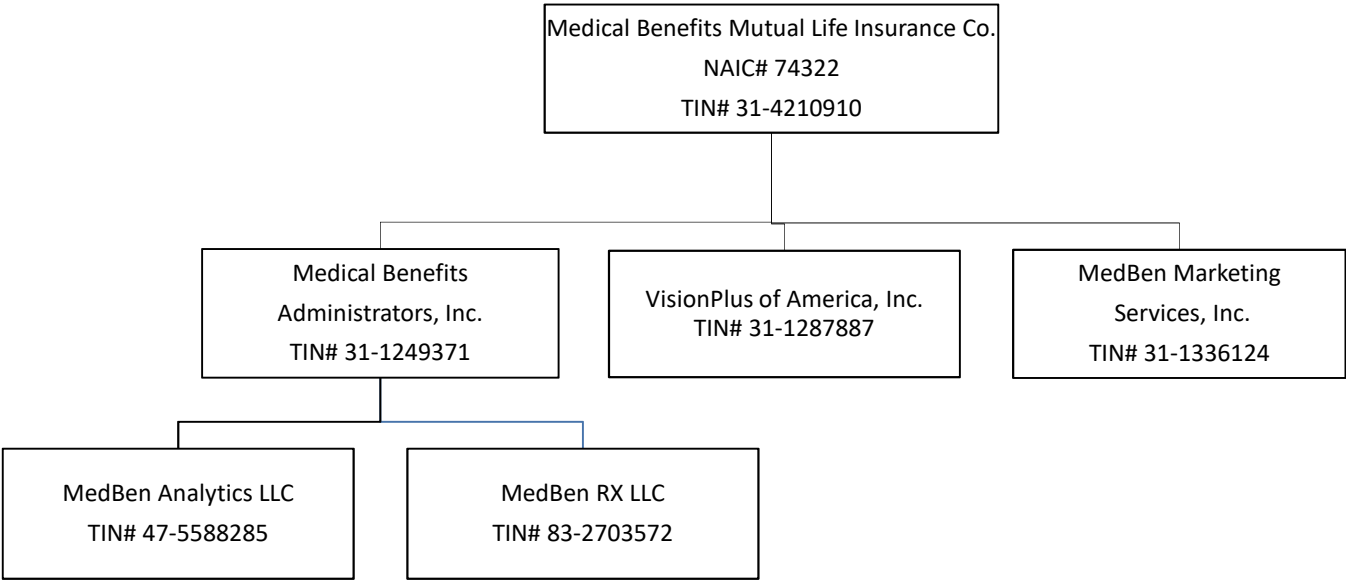 Medical Benefits Mutual Life Insurance Co.
NAIC# 74322
TIN# 31-4210910
Medical Benefits
Administrators, Inc.
TIN# 31-1249371
VisionPlus of America, Inc.
TIN# 31-1287887
MedBen Marketing
Services, Inc.
TIN# 31-1336124
MedBen Analytics LLC
TIN# 47-5588285
MedBen RX LLC
TIN# 83-2703572